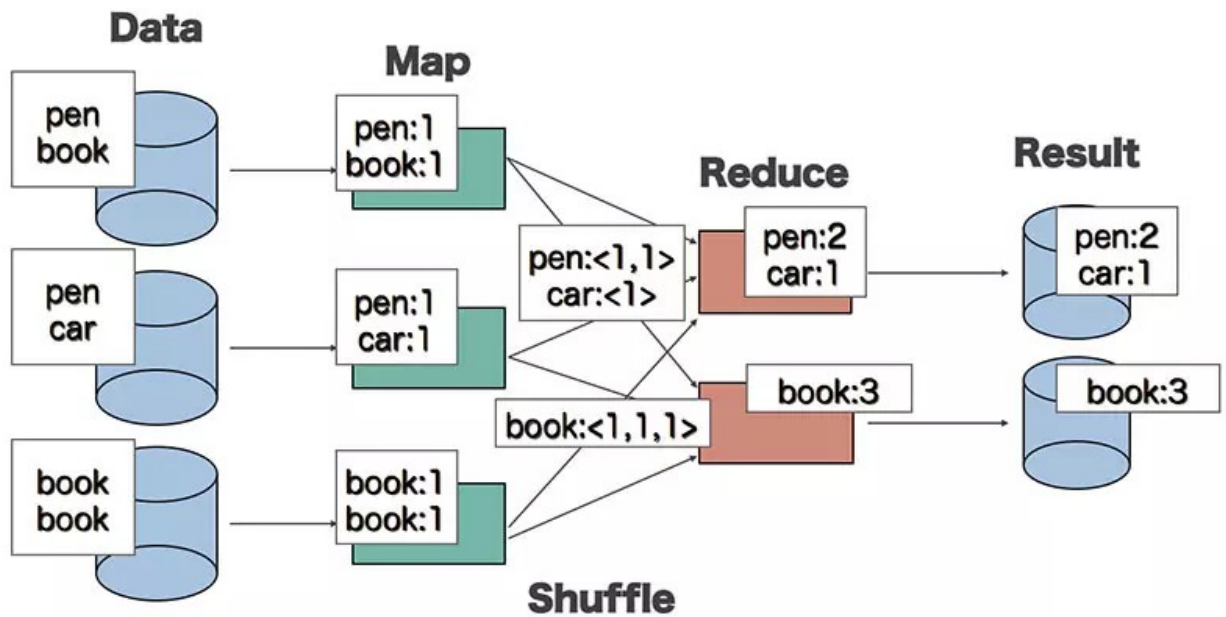 Data
pen
book
pen
car
book
book
Map
pen:1
book:1
pen:1
car:1
book:1
book:1
pen:<1,1>
car:<1>
book:<1,1,1>
Shuffle
Reduce
pen:2
car:1
book:3
Result
pen:2
car:1
book:3